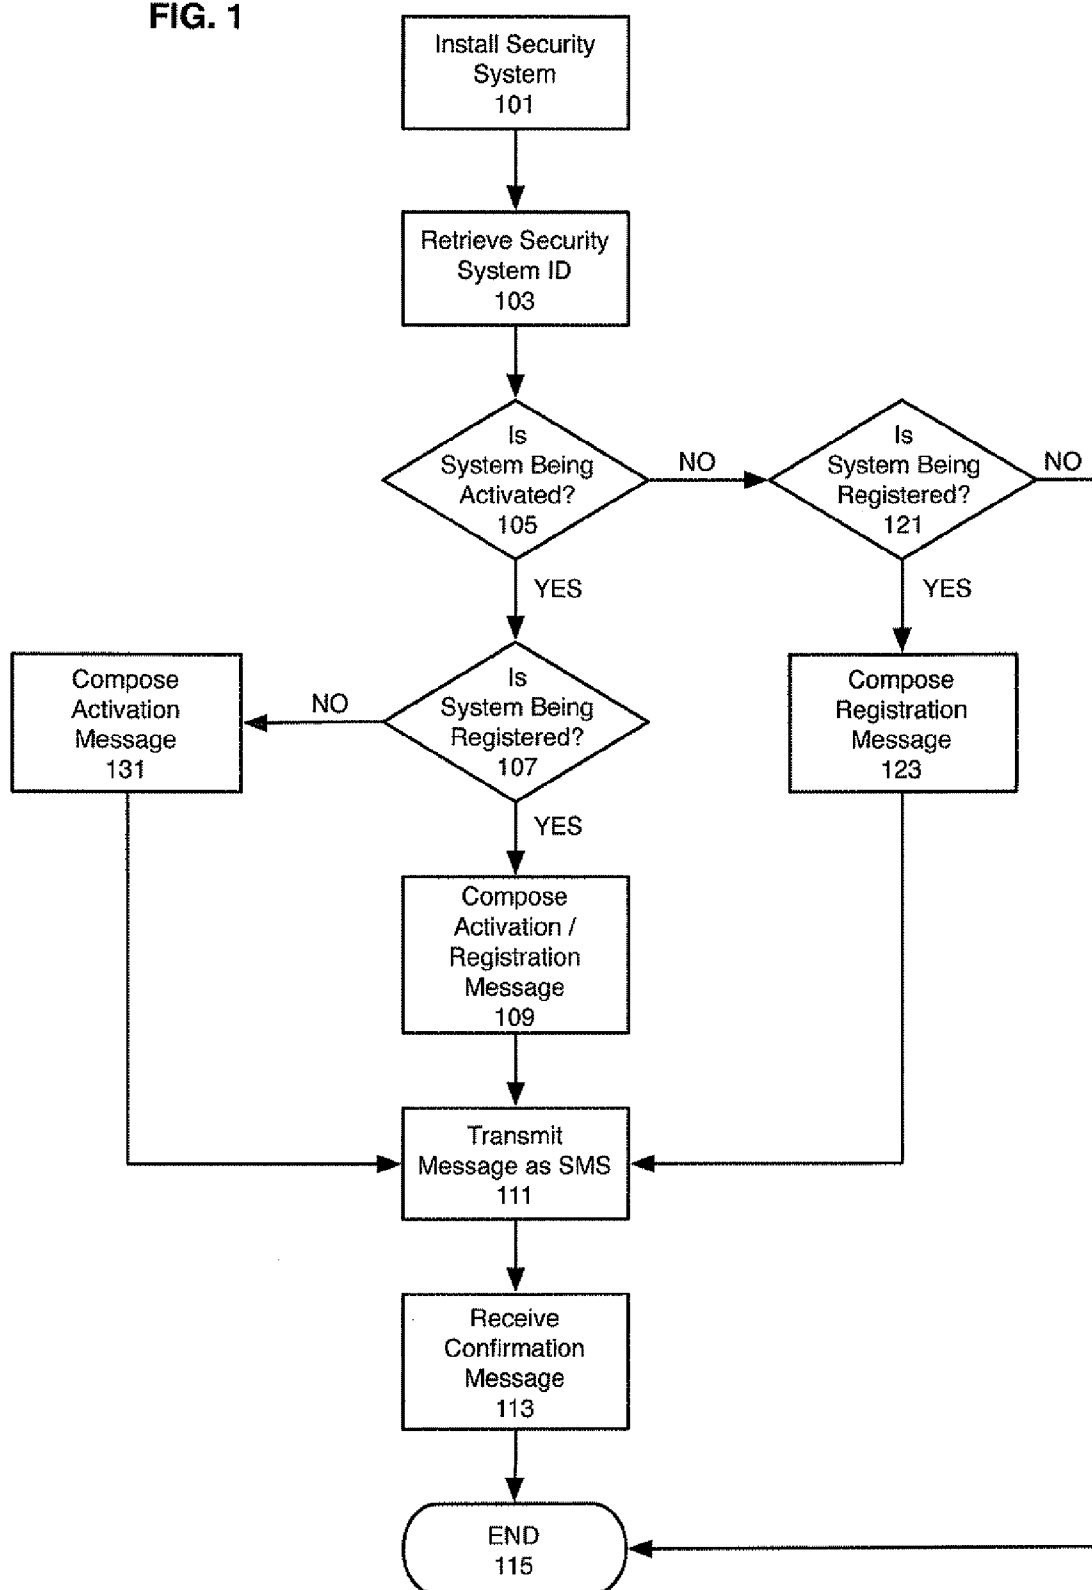 FIG. 1
Install Security
System
101
Retrieve Security
System ID
103
Is
System Being
Activated?
105
NO
Is
System Being
Registered?
121
NO
YES
YES
Compose
Activation
Message
131
NO
Is
System Being
Registered?
107
Compose
Registration
Message
123
YES
Compose
Activation /
Registration
Message
109
Transmit
Message as SMS
111
Receive
Confirmation
Message
113
END
115